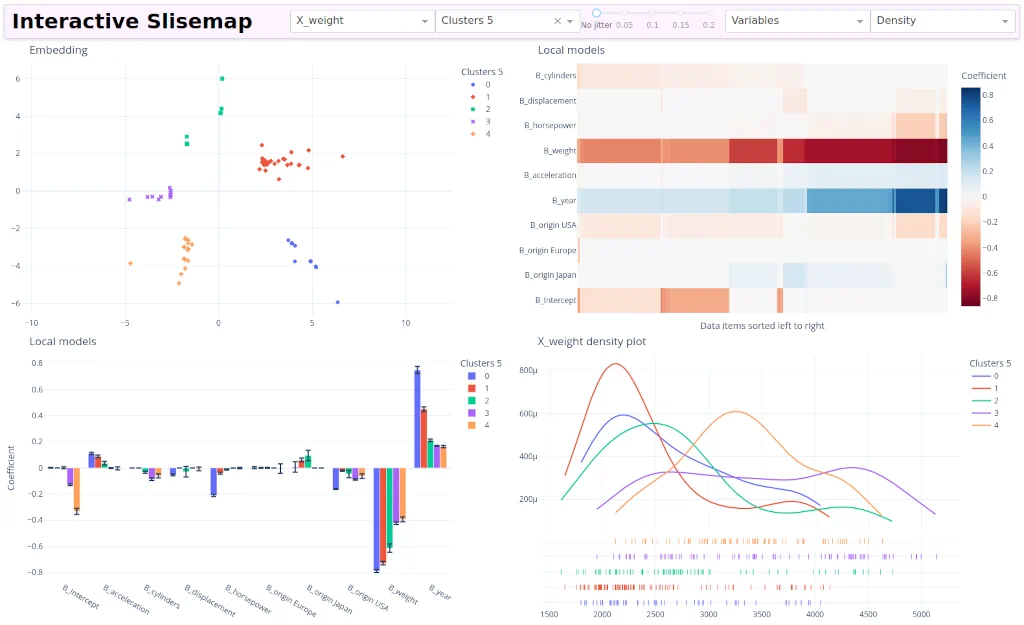 Interactive Slisemap
X_weight
Clusters 5
No jitter 0.05 0.1 0.15 0.2
Variables
Density
Embedding
6
4
2
0
−2
−4
−6
−10 −5 0 5 10
Clusters 5
0
1
2
3
4
Local models
B_cylinders
B_displacement
B_horsepower
B_weight
B_acceleration
B_year
B_origin USA
B_origin Europe
B_origin Japan
B_Intercept
Data items sorted left to right
Coefficient
0.8
0.6
0.4
0.2
0
−0.2
−0.4
−0.6
−0.8
Local models
Coefficient
0.8
0.6
0.4
0.2
0
−0.2
−0.4
−0.6
−0.8
B_Intercept
B_acceleration
B_cylinders
B_displacement
B_horsepower
B_origin Europe
B_origin Japan
B_origin USA
B_weight
B_year
Clusters 5
0
1
2
3
4
X_weight density plot
800μ
600μ
400μ
200μ
1500 2000 2500 3000 3500 4000 4500 5000
Clusters 5
0
1
2
3
4